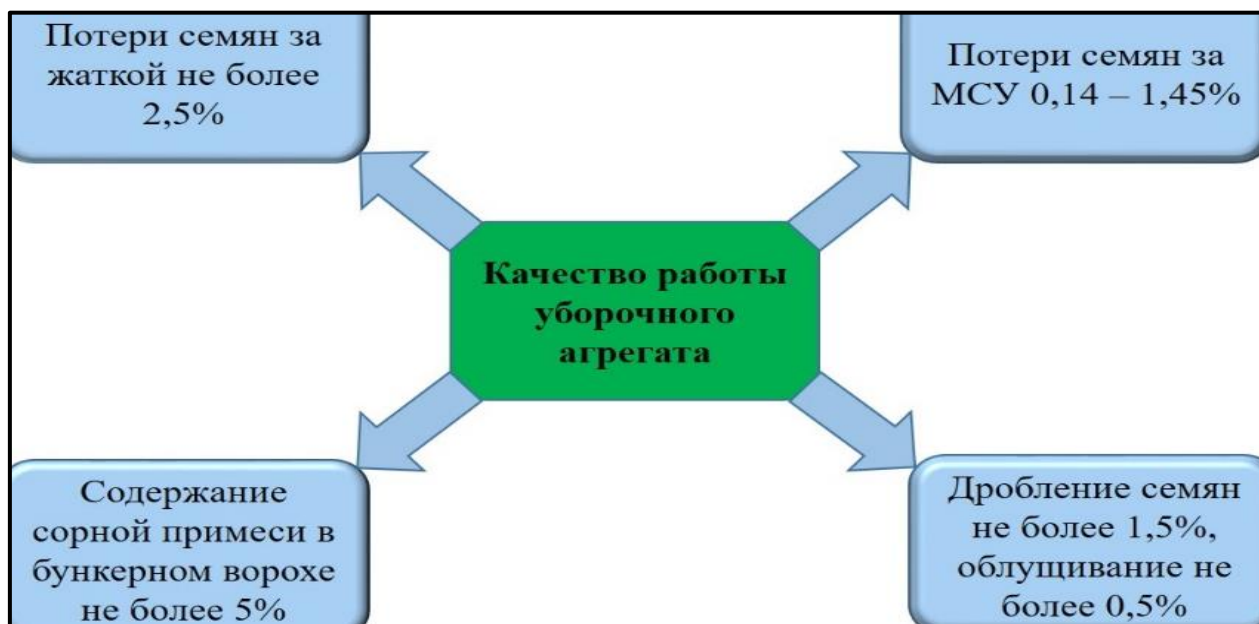 Потери семян за
жаткой не более
2,5%
Потери семян за
МСУ 0,14 – 1,45%
Качество работы
уборочного
агрегата
Содержание
сорной примеси в
бункерном ворохе
не более 5%
Дробление семян
не более 1,5%,
облущивание не
более 0,5%